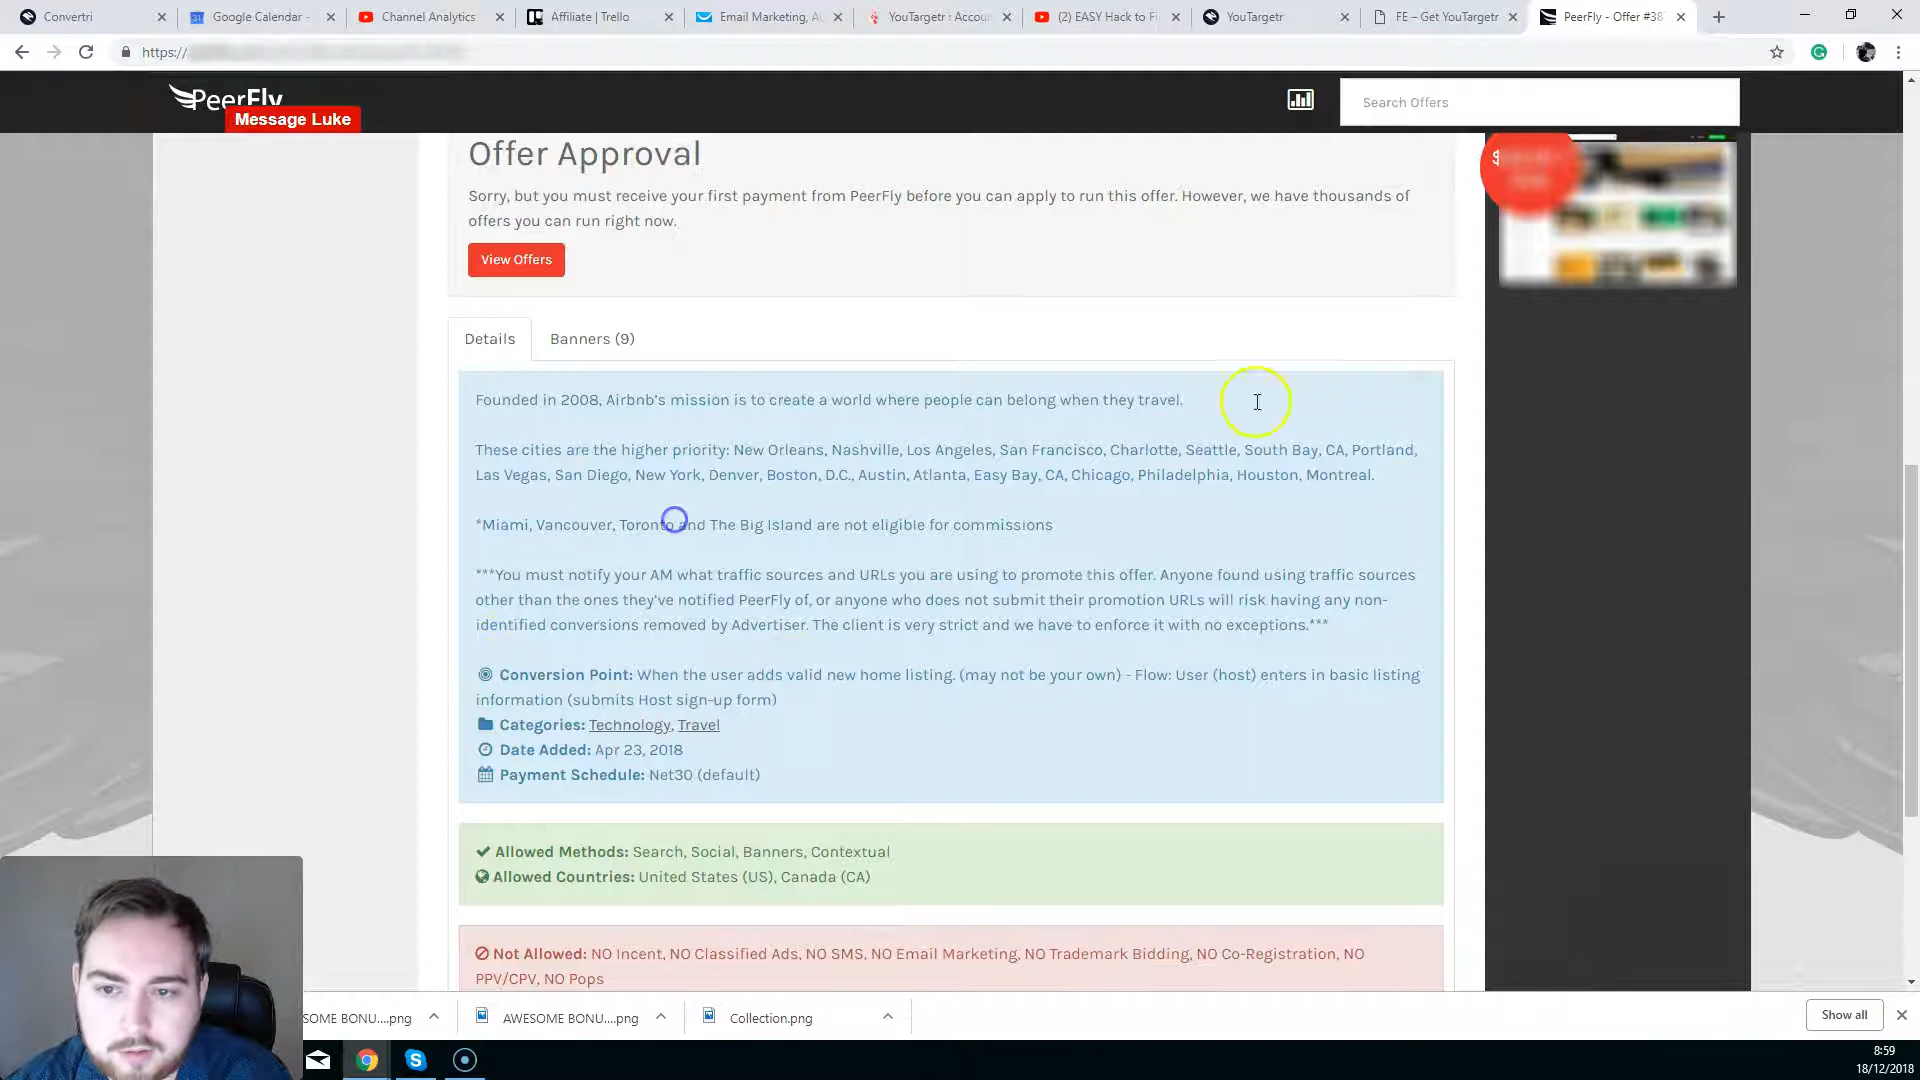 Convertri
Google Calendar -
Channel Analytics
Affiliate | Trello
Email Marketing, A
YouTargetr : Accou
(2) EASY Hack to Fi
YouTargetr
FE – Get YouTargetr
PeerFly - Offer #38
https://
PeerFly
Message Luke
Search Offers
Offer Approval
$
Sorry, but you must receive your first payment from PeerFly before you can apply to run this offer. However, we have thousands of
offers you can run right now.
View Offers
Details
Banners (9)
Founded in 2008, Airbnb's mission is to create a world where people can belong when they travel.
These cities are the higher priority: New Orleans, Nashville, Los Angeles, San Francisco, Charlotte, Seattle, South Bay, CA, Portland,
Las Vegas, San Diego, New York, Denver, Boston, D.C., Austin, Atlanta, Easy Bay, CA, Chicago, Philadelphia, Houston, Montreal.
*Miami, Vancouver, Toronto and The Big Island are not eligible for commissions
***You must notify your AM what traffic sources and URLs you are using to promote this offer. Anyone found using traffic sources
other than the ones they've notified PeerFly of, or anyone who does not submit their promotion URLs will risk having any non-
identified conversions removed by Advertiser. The client is very strict and we have to enforce it with no exceptions.***
Conversion Point: When the user adds valid new home listing. (may not be your own) - Flow: User (host) enters in basic listing
information (submits Host sign-up form)
Categories: Technology, Travel
Date Added: Apr 23, 2018
Payment Schedule: Net30 (default)
Allowed Methods: Search, Social, Banners, Contextual
Allowed Countries: United States (US), Canada (CA)
Not Allowed: NO Incent, NO Classified Ads, NO SMS, NO Email Marketing, NO Trademark Bidding, NO Co-Registration, NO
PPV/CPV, NO Pops
SOME BONU....png
AWESOME BONU....png
Collection.png
Show all
8:59
18/12/2018